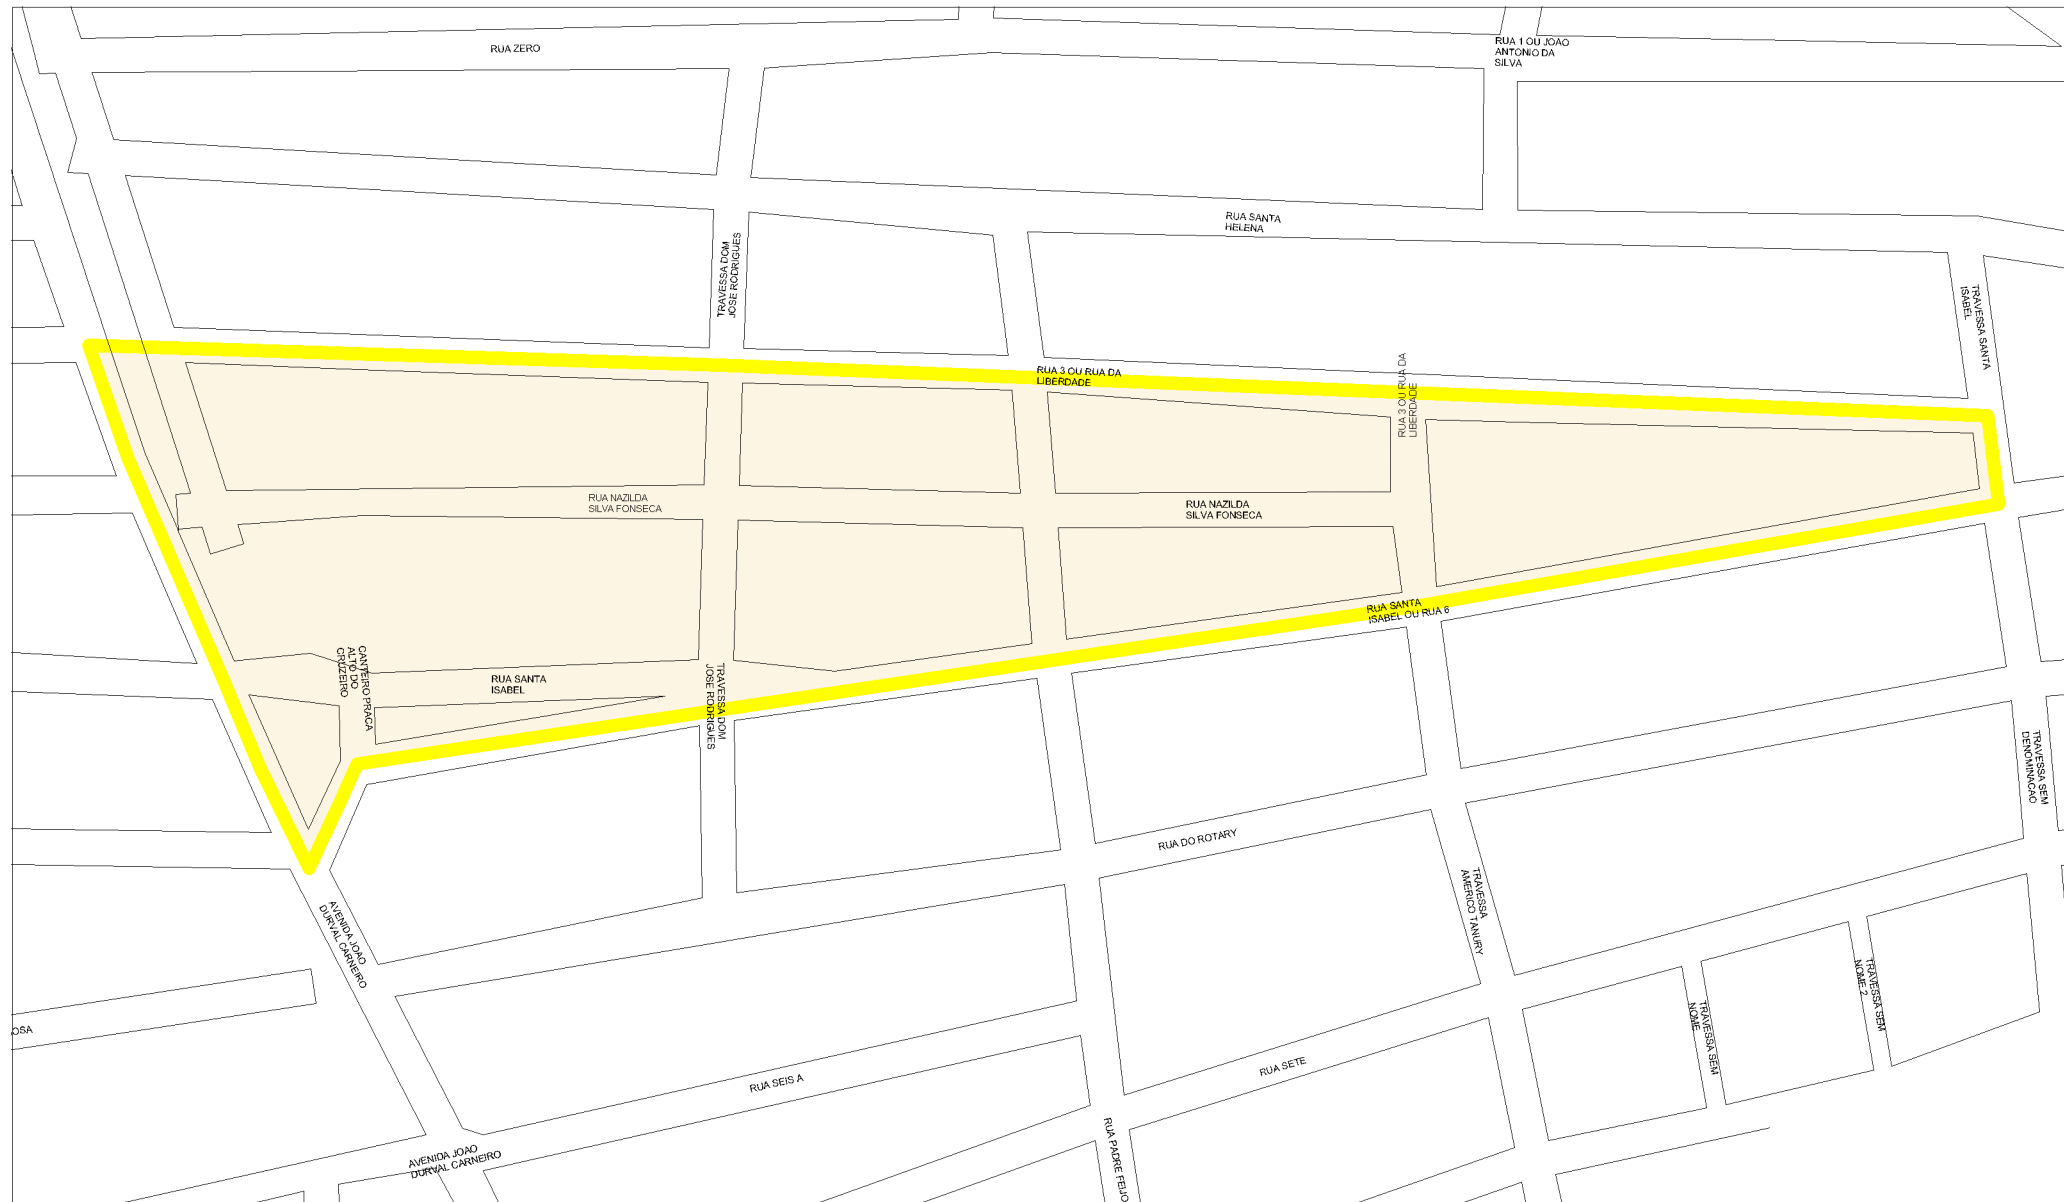 RUA ZERO
RUA 1 OU JOAO
ANTONIO DA
SILVA
RUA SANTA
HELENA
TRAVESSA DOM
JOSE RODRIGUES
TRAVESSA SANTA
ISABEL
RUA 3 OU RUA DA
LIBERDADE
RUA 3 OU RUA DA
LIBERDADE
RUA NAZILDA
SILVA FONSECA
RUA NAZILDA
SILVA FONSECA
RUA SANTA
ISABEL OU RUA 6
CANTEIRO PRACA
ALTO DO
CRUZEIRO
RUA SANTA
ISABEL
TRAVESSA DOM
JOSE RODRIGUES
TRAVESSA SEM
DENOMINACAO
RUA DO ROTARY
TRAVESSA
AMERICO TANURY
AVENIDA JOAO
DURVAL CARNEIRO
TRAVESSA SEM
NOME 2
TRAVESSA SEM
NOME
OSA
RUA SETE
RUA SEIS A
AVENIDA JOAO
DURVAL CARNEIRO
RUA PADRE FEIJO